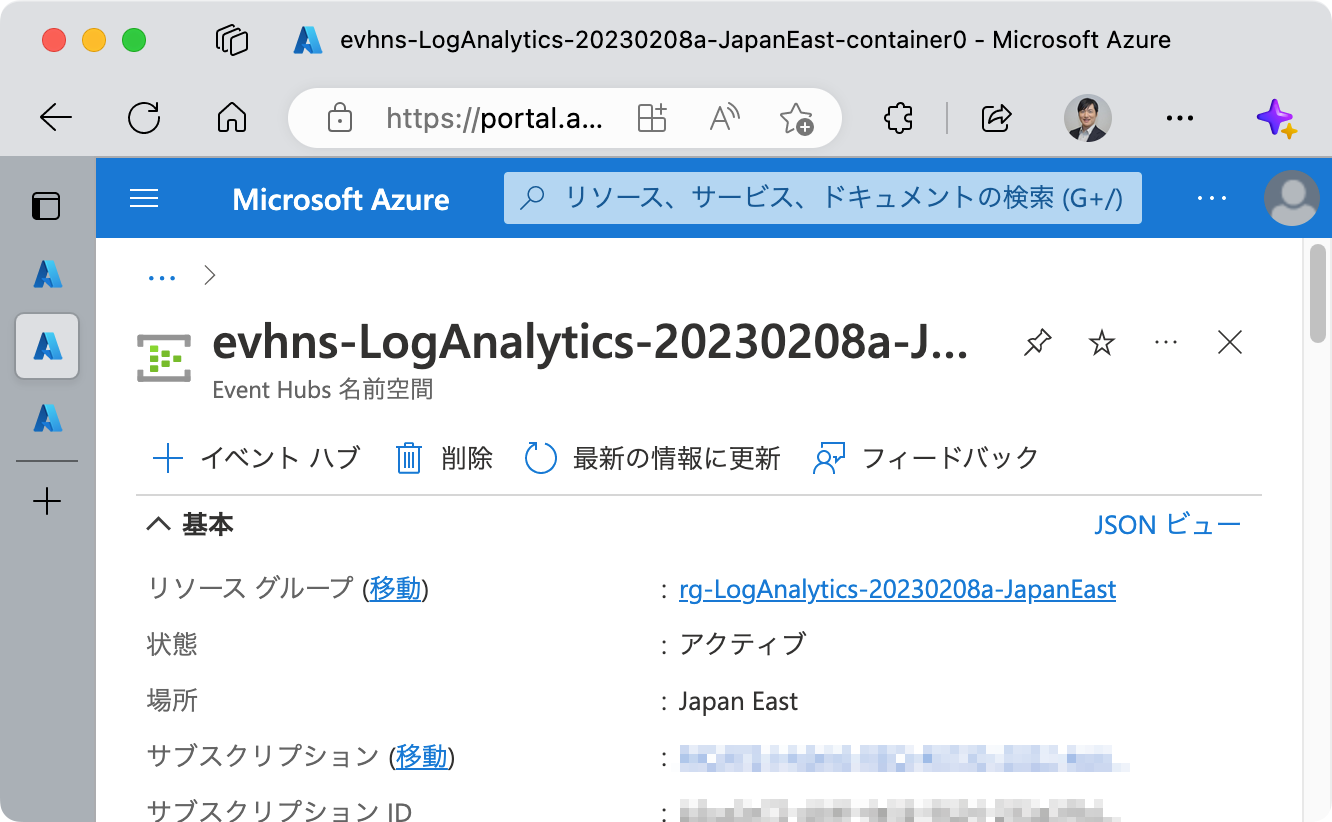 evhns-LogAnalytics-20230208a-JapanEast-container0 - Microsoft Azure
https://portal.a...
Microsoft Azure
リソース、サービス、ドキュメントの検索 (G+/)
evhns-LogAnalytics-20230208a-J...
Event Hubs 名前空間
イベント ハブ 削除 最新の情報に更新 フィードバック
基本 JSON ビュー
リソース グループ (移動) : rg-LogAnalytics-20230208a-JapanEast
状態 : アクティブ
場所 : Japan East
サブスクリプション (移動) :
サブスクリプション ID :